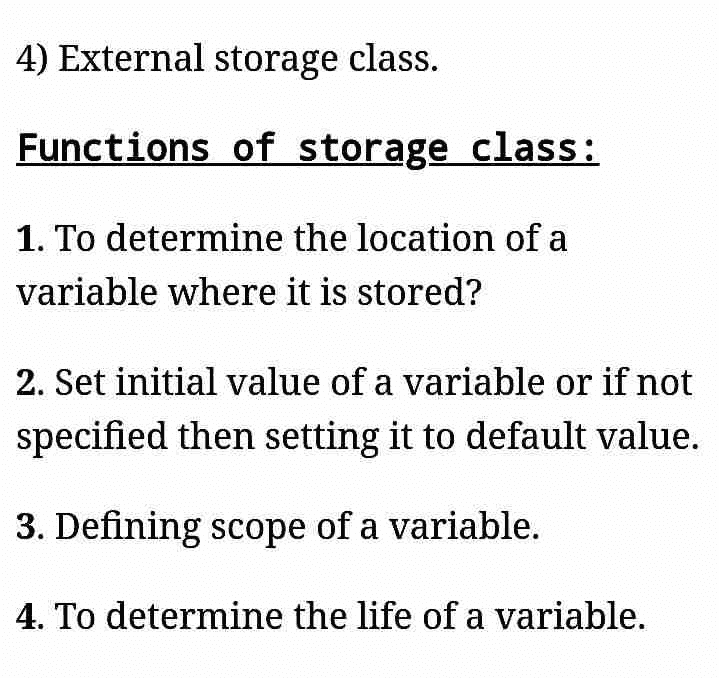 4) External storage class.
Functions of storage class:
1. To determine the location of a
variable where it is stored?
2. Set initial value of a variable or if not
specified then setting it to default value.
3. Defining scope of a variable.
4. To determine the life of a variable.